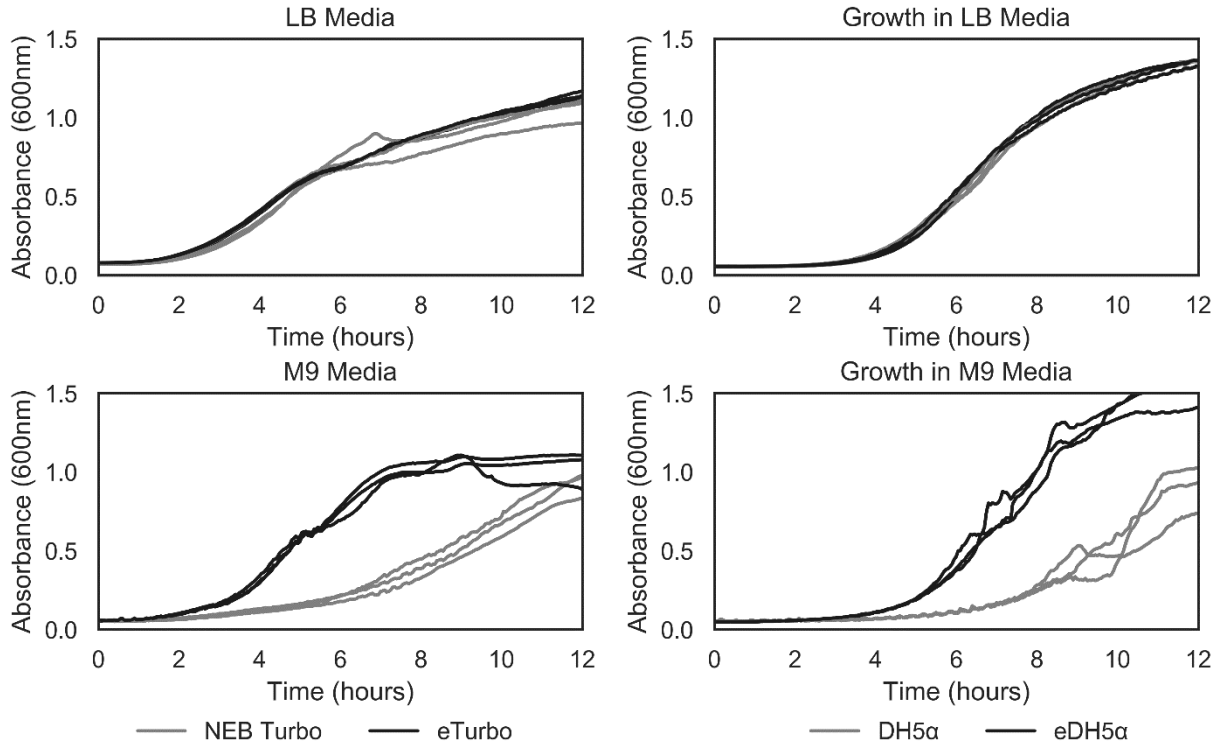 LB Media
Absorbance (600nm)
1.5
1.0
0.5
0.0
0 2 4 6 8 10 12
Time (hours)
Growth in LB Media
Absorbance (600nm)
1.5
1.0
0.5
0.0
0 2 4 6 8 10 12
Time (hours)
M9 Media
Absorbance (600nm)
1.5
1.0
0.5
0.0
0 2 4 6 8 10 12
Time (hours)
NEB Turbo eTurbo
Growth in M9 Media
Absorbance (600nm)
1.5
1.0
0.5
0.0
0 2 4 6 8 10 12
Time (hours)
DH5α eDH5α